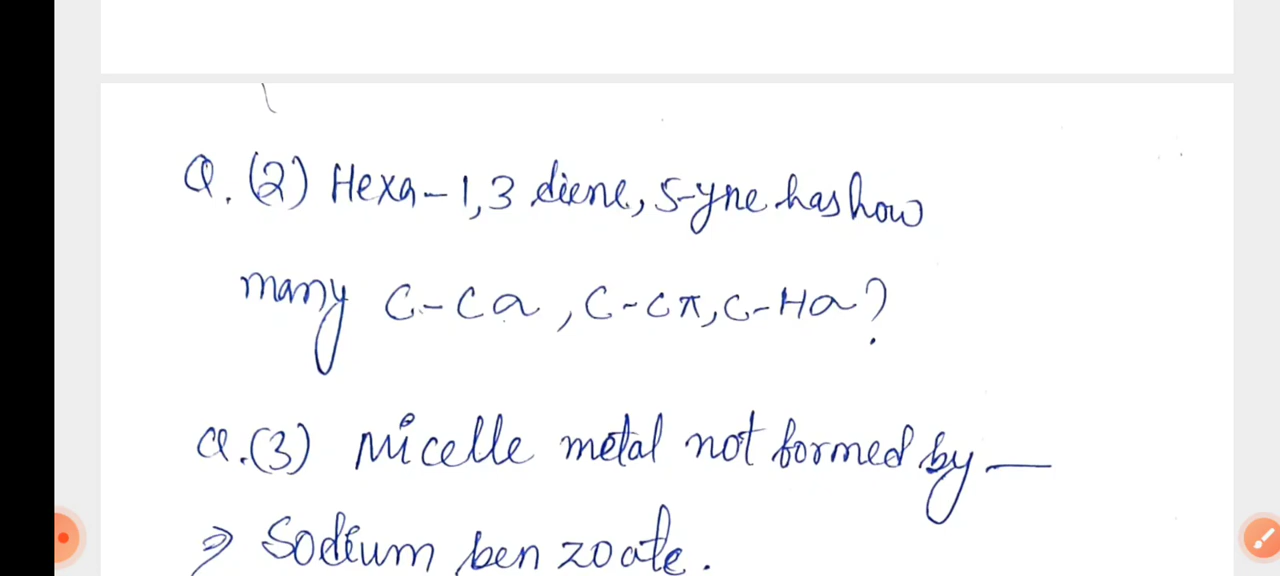 Q. (2) Hexa-1,3 diene, 5-yne has how
many C-Cσ, C-Cπ, C-Hσ?
Q.(3) Micelle metal not formed by —
⇒ Sodium benzoate.